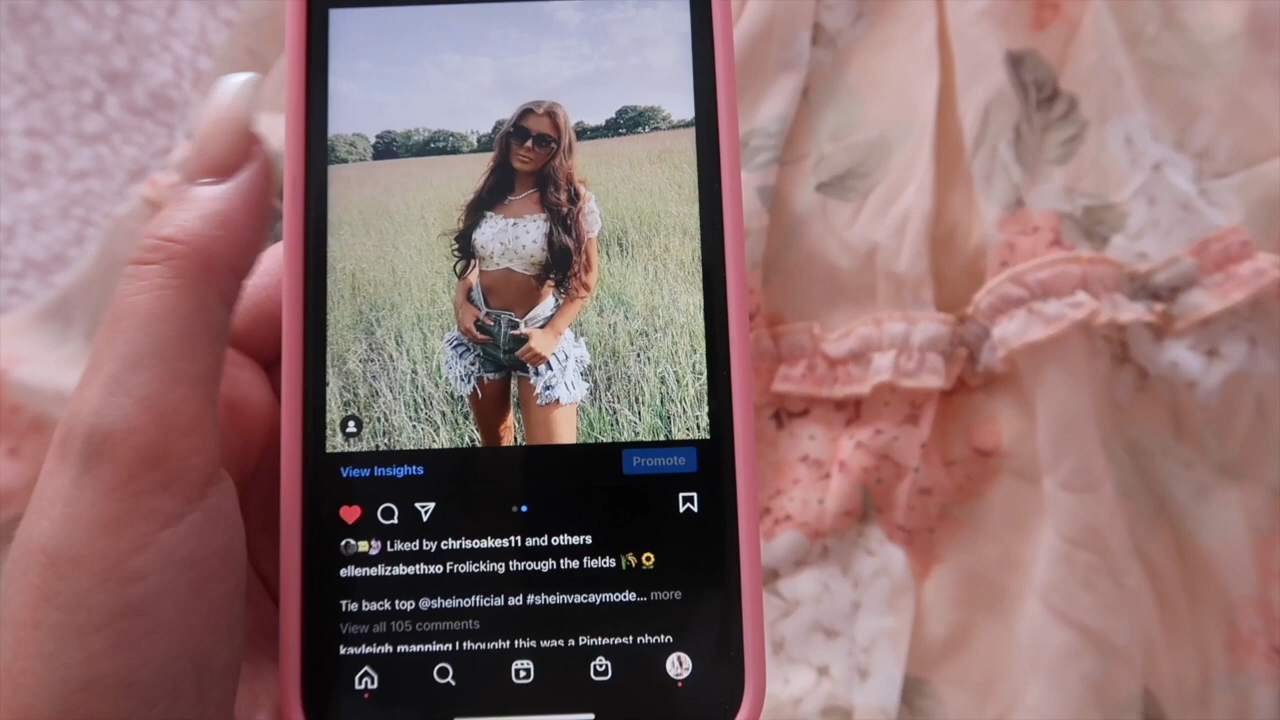 View Insights
Promote
Liked by chrisoakes11 and others
ellenelizabethxo Frolicking through the fields 🌾🌻
Tie back top @sheinofficial ad #sheinvacaymode... more
View all 105 comments
kayleigh manning I thought this was a Pinterest photo